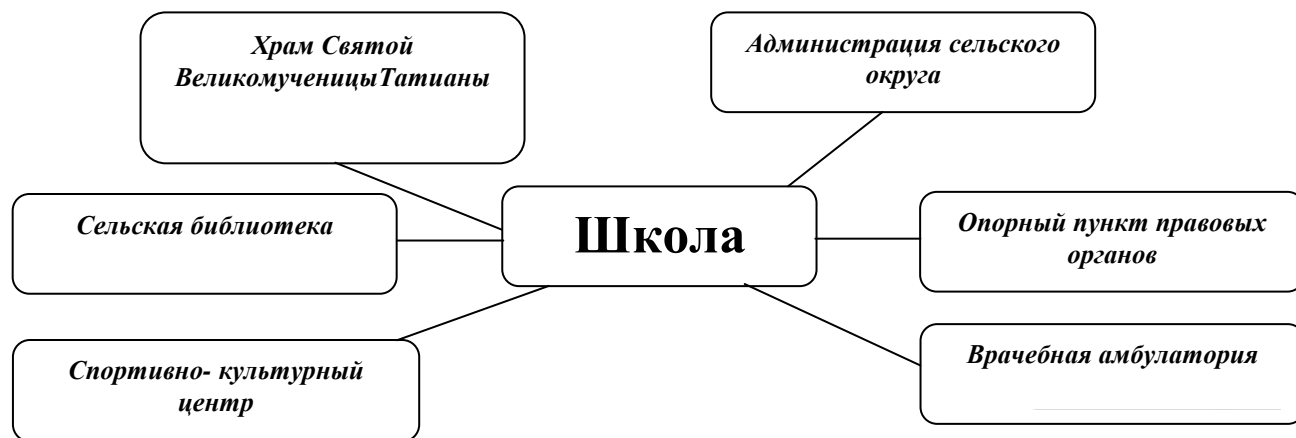 Храм Святой
ВеликомученицыТатианы
Администрация сельского
округа
Сельская библиотека
Школа
Опорный пункт правовых
органов
Спортивно- культурный
центр
Врачебная амбулатория